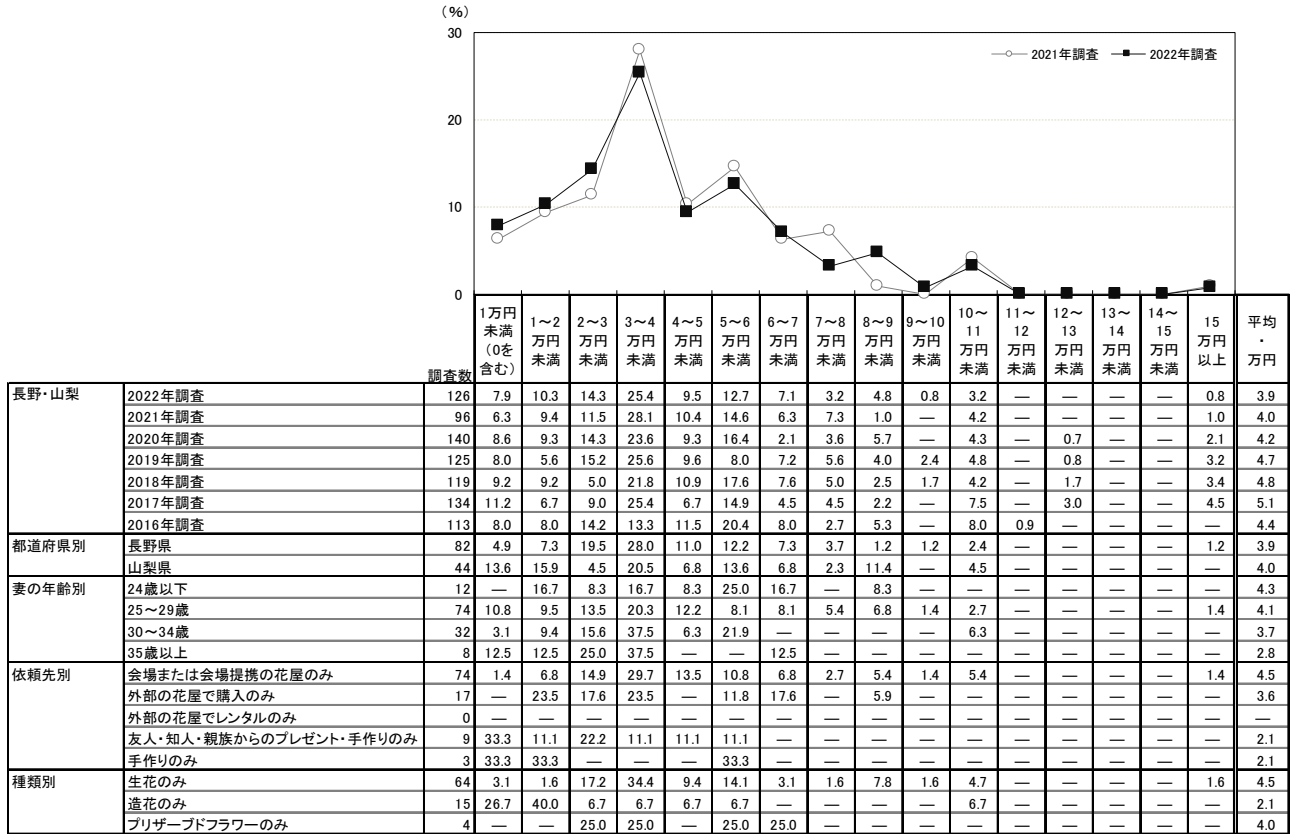 (%)
30
20
10
0
2021年調査 2022年調査
調査数 1万円未満(0を含む) 1～2万円未満 2～3万円未満 3～4万円未満 4～5万円未満 5～6万円未満 6～7万円未満 7～8万円未満 8～9万円未満 9～10万円未満 10～11万円未満 11～12万円未満 12～13万円未満 13～14万円未満 14～15万円未満 15万円以上 平均・万円
長野・山梨 2022年調査 126 7.9 10.3 14.3 25.4 9.5 12.7 7.1 3.2 4.8 0.8 3.2 — — — — 0.8 3.9
2021年調査 96 6.3 9.4 11.5 28.1 10.4 14.6 6.3 7.3 1.0 — 4.2 — — — — 1.0 4.0
2020年調査 140 8.6 9.3 14.3 23.6 9.3 16.4 2.1 3.6 5.7 — 4.3 — 0.7 — — 2.1 4.2
2019年調査 125 8.0 5.6 15.2 25.6 9.6 8.0 7.2 5.6 4.0 2.4 4.8 — 0.8 — — 3.2 4.7
2018年調査 119 9.2 9.2 5.0 21.8 10.9 17.6 7.6 5.0 2.5 1.7 4.2 — 1.7 — — 3.4 4.8
2017年調査 134 11.2 6.7 9.0 25.4 6.7 14.9 4.5 4.5 2.2 — 7.5 — 3.0 — — 4.5 5.1
2016年調査 113 8.0 8.0 14.2 13.3 11.5 20.4 8.0 2.7 5.3 — 8.0 0.9 — — — — 4.4
都道府県別 長野県 82 4.9 7.3 19.5 28.0 11.0 12.2 7.3 3.7 1.2 1.2 2.4 — — — — 1.2 3.9
山梨県 44 13.6 15.9 4.5 20.5 6.8 13.6 6.8 2.3 11.4 — 4.5 — — — — — 4.0
妻の年齢別 24歳以下 12 — 16.7 8.3 16.7 8.3 25.0 16.7 — 8.3 — — — — — — — 4.3
25～29歳 74 10.8 9.5 13.5 20.3 12.2 8.1 8.1 5.4 6.8 1.4 2.7 — — — — 1.4 4.1
30～34歳 32 3.1 9.4 15.6 37.5 6.3 21.9 — — — — 6.3 — — — — — 3.7
35歳以上 8 12.5 12.5 25.0 37.5 — — 12.5 — — — — — — — — — 2.8
依頼先別 会場または会場提携の花屋のみ 74 1.4 6.8 14.9 29.7 13.5 10.8 6.8 2.7 5.4 1.4 5.4 — — — — 1.4 4.5
外部の花屋で購入のみ 17 — 23.5 17.6 23.5 — 11.8 17.6 — 5.9 — — — — — — — 3.6
外部の花屋でレンタルのみ 0 — — — — — — — — — — — — — — — — —
友人・知人・親族からのプレゼント・手作りのみ 9 33.3 11.1 22.2 11.1 11.1 11.1 — — — — — — — — — — 2.1
手作りのみ 3 33.3 33.3 — — — 33.3 — — — — — — — — — — 2.1
種類別 生花のみ 64 3.1 1.6 17.2 34.4 9.4 14.1 3.1 1.6 7.8 1.6 4.7 — — — — 1.6 4.5
造花のみ 15 26.7 40.0 6.7 6.7 6.7 6.7 — — — — 6.7 — — — — — 2.1
プリザーブドフラワーのみ 4 — — 25.0 25.0 — 25.0 25.0 — — — — — — — — — 4.0